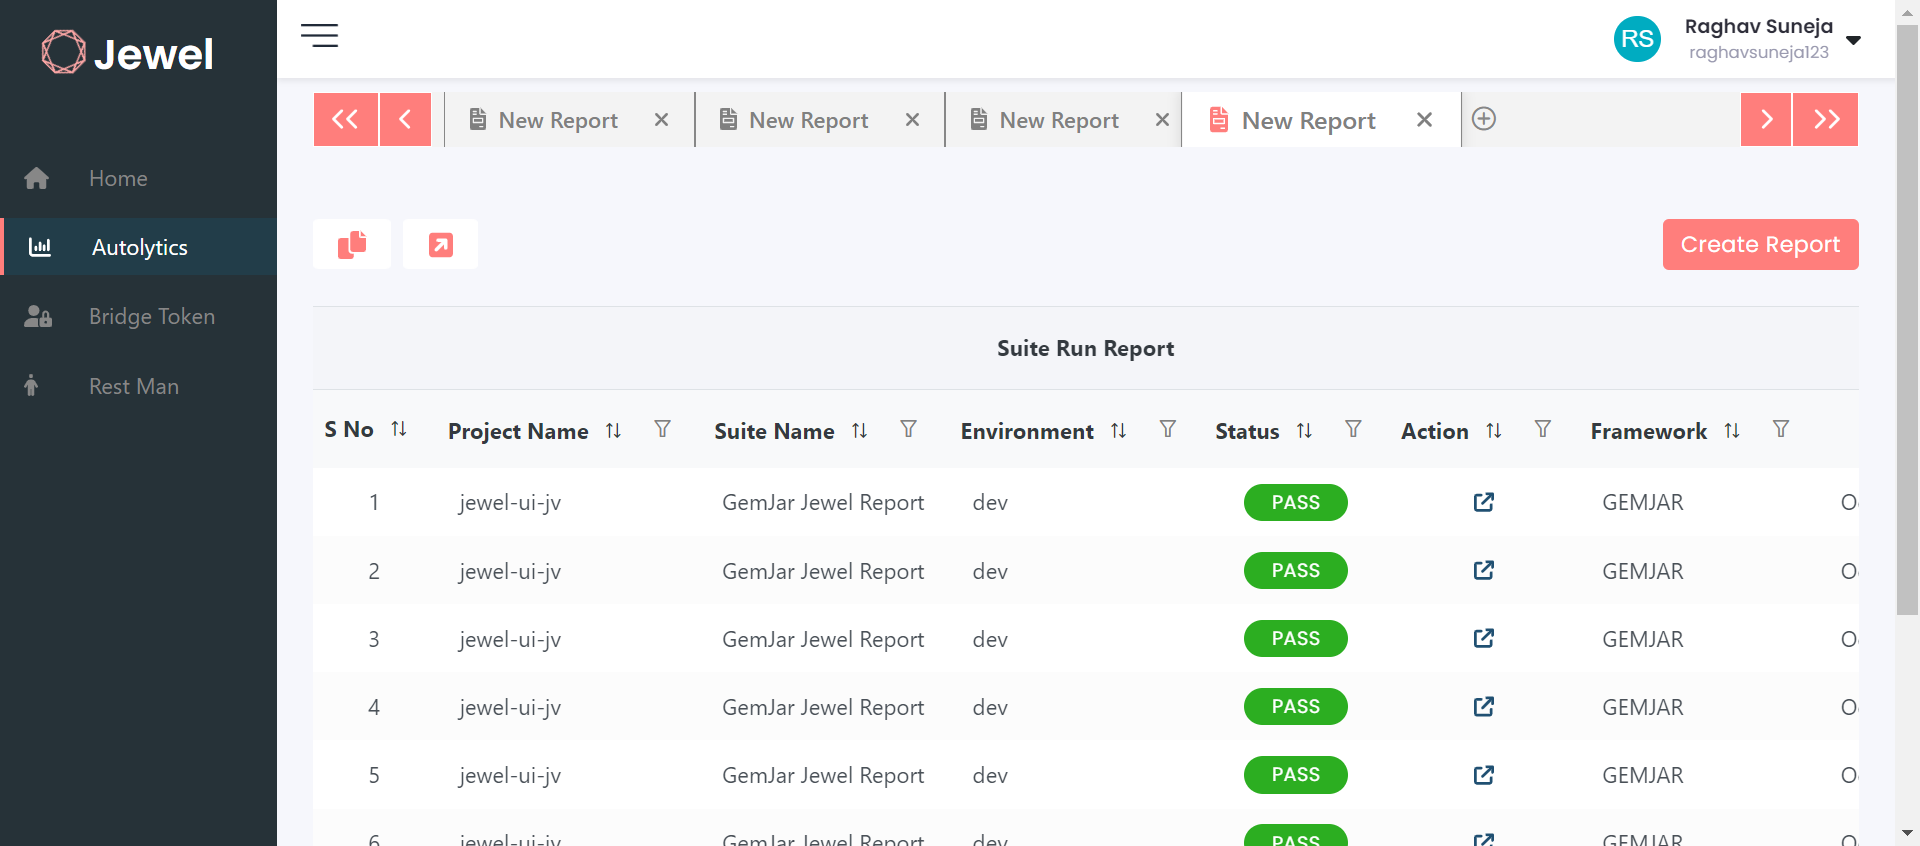 Jewel
RS
Raghav Suneja
raghavsuneja123
New Report
New Report
New Report
New Report
Home
Autolytics
Bridge Token
Rest Man
Create Report
Suite Run Report
S No Project Name Suite Name Environment Status Action Framework
1 jewel-ui-jv GemJar Jewel Report dev PASS GEMJAR
2 jewel-ui-jv GemJar Jewel Report dev PASS GEMJAR
3 jewel-ui-jv GemJar Jewel Report dev PASS GEMJAR
4 jewel-ui-jv GemJar Jewel Report dev PASS GEMJAR
5 jewel-ui-jv GemJar Jewel Report dev PASS GEMJAR
6 jewel-ui-jv GemJar Jewel Report dev PASS GEMJAR